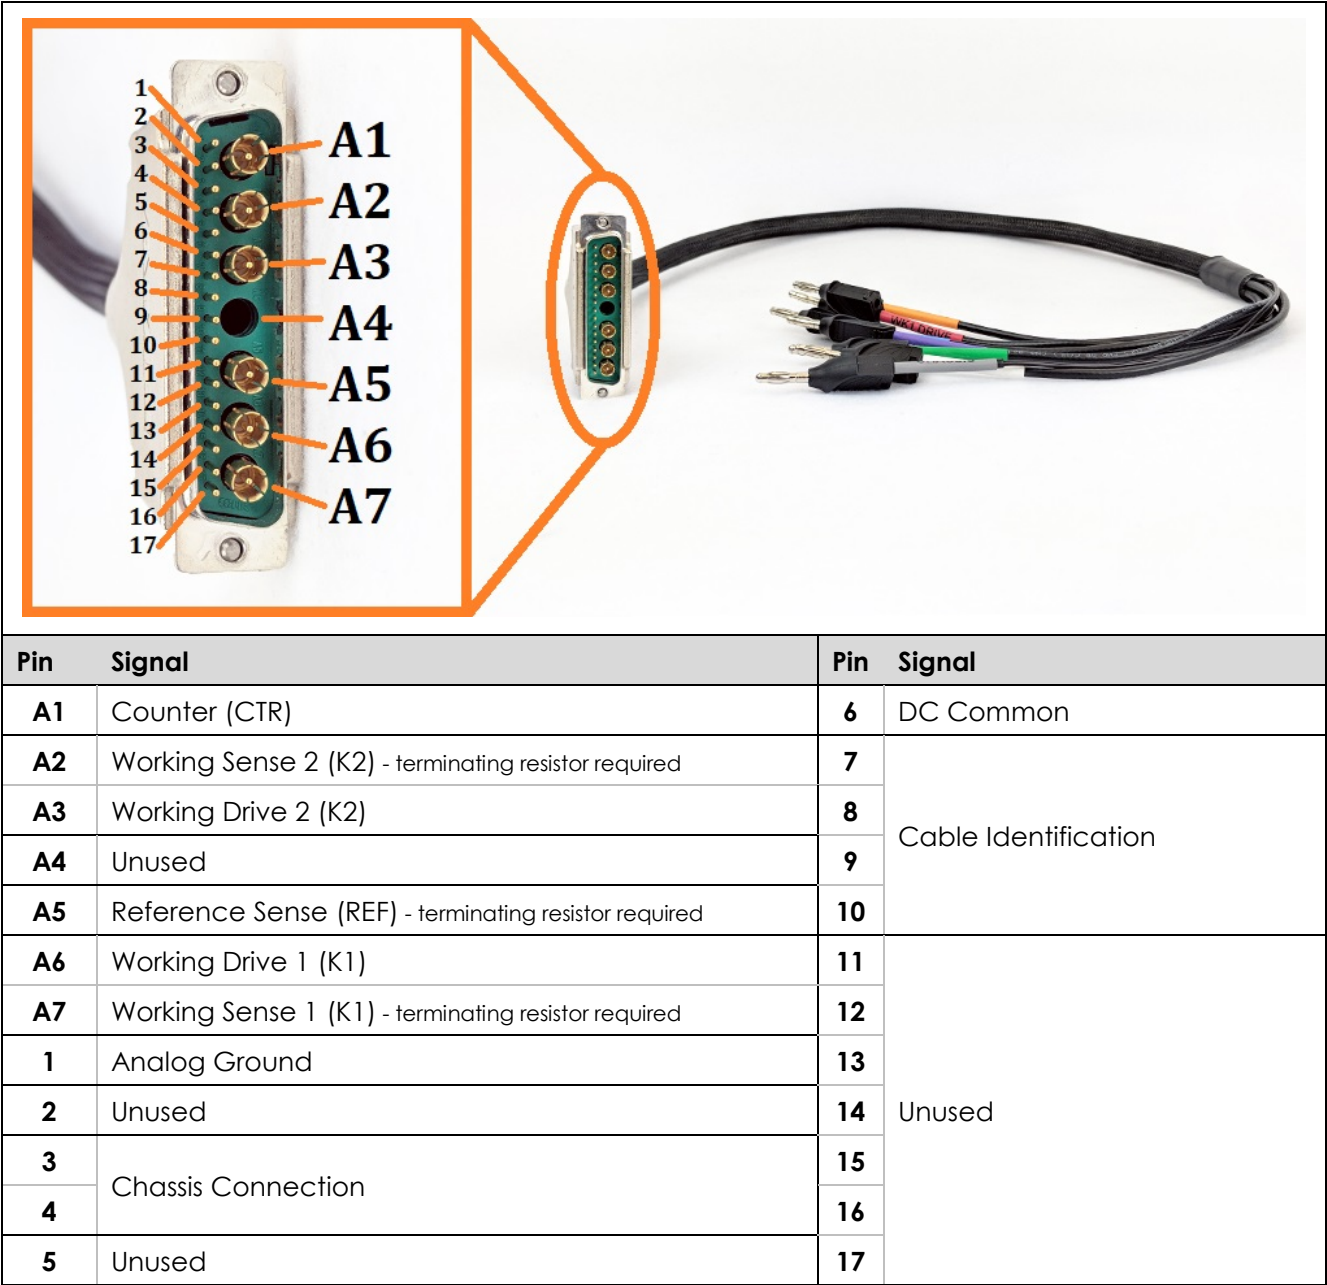 1
2
3
4
5
6
7
8
9
10
11
12
13
14
15
16
17
A1
A2
A3
A4
A5
A6
A7
WK1 DRIVE
Pin Signal Pin Signal
A1 Counter (CTR) 6 DC Common
A2 Working Sense 2 (K2) - terminating resistor required 7
A3 Working Drive 2 (K2) 8
Cable Identification
A4 Unused 9
A5 Reference Sense (REF) - terminating resistor required 10
A6 Working Drive 1 (K1) 11
A7 Working Sense 1 (K1) - terminating resistor required 12
1 Analog Ground 13
2 Unused 14 Unused
3 15
Chassis Connection
4 16
5 Unused 17